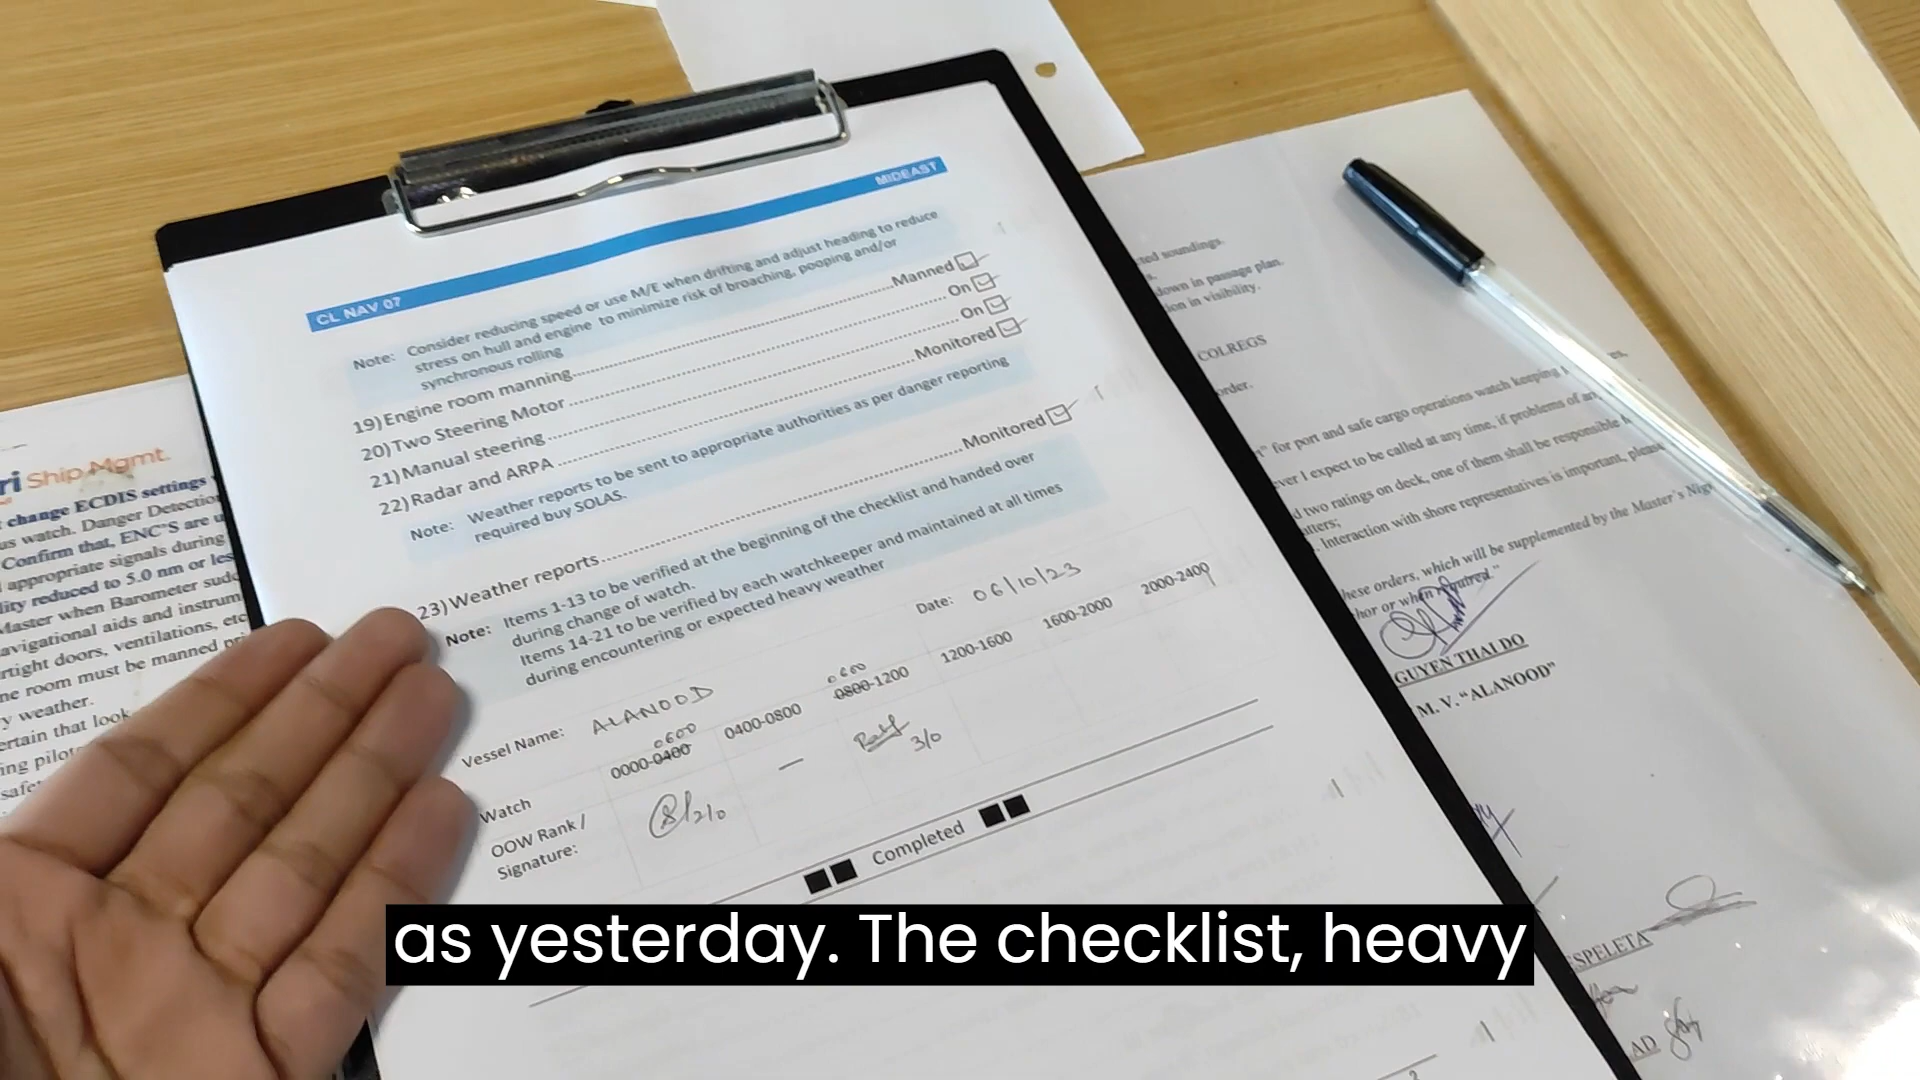 CL NAV 07 MIDEAST
Note: Consider reducing speed or use M/E when drifting and adjust heading to reduce
stress on hull and engine to minimize risk of broaching, pooping and/or
synchronous rolling
19) Engine room manning Manned
20) Two Steering Motor On
21) Manual steering On
22) Radar and ARPA Monitored
Note: Weather reports to be sent to appropriate authorities as per danger reporting
required buy SOLAS.
23) Weather reports Monitored
Note: Items 1-13 to be verified at the beginning of the checklist and handed over
during change of watch.
Items 14-21 to be verified by each watchkeeper and maintained at all times
during encountering or expected heavy weather
Vessel Name: ALANOOD Date: 06/10/23
0600 0600
Watch 0000-0400 0400-0800 0800-1200 1200-1600 1600-2000 2000-2400
OOW Rank / 2/0 — 3/0
Signature:
Completed
ri Ship Mgmt.
change ECDIS settings
us watch. Danger
Confirm that, ENC'S are
appropriate signals during
reduced to 5.0 nm or
Master when Barometer
navigational aids and
doors, ventilations,
room must be manned
y weather.
that
soundings.
down in passage plan.
in visibility.
COLREGS
order.
for port and safe cargo operations watch keeping
I expect to be called at any time, if problems of
two ratings on deck, one of them shall be responsible
Interaction with shore representatives is important, please
these orders, which will be supplemented by the Master's
or when required."
GUYEN THAI DO
M. V. "ALANOOD"
ESPELETA
AD
as yesterday. The checklist, heavy